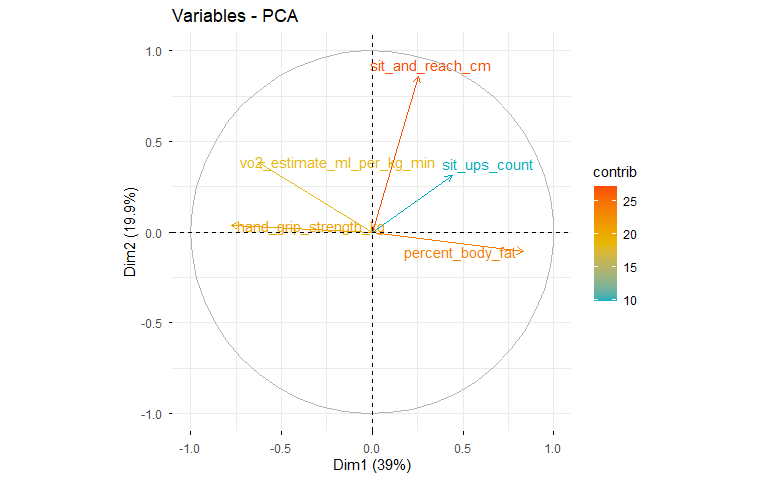 Variables - PCA
1.0
0.5
0.0
-0.5
-1.0
Dim2 (19.9%)
sit_and_reach_cm
vo2_estimate_ml_per_kg_min
sit_ups_count
hand_grip_strength_kg
percent_body_fat
-1.0
-0.5
0.0
0.5
1.0
Dim1 (39%)
contrib
25
20
15
10